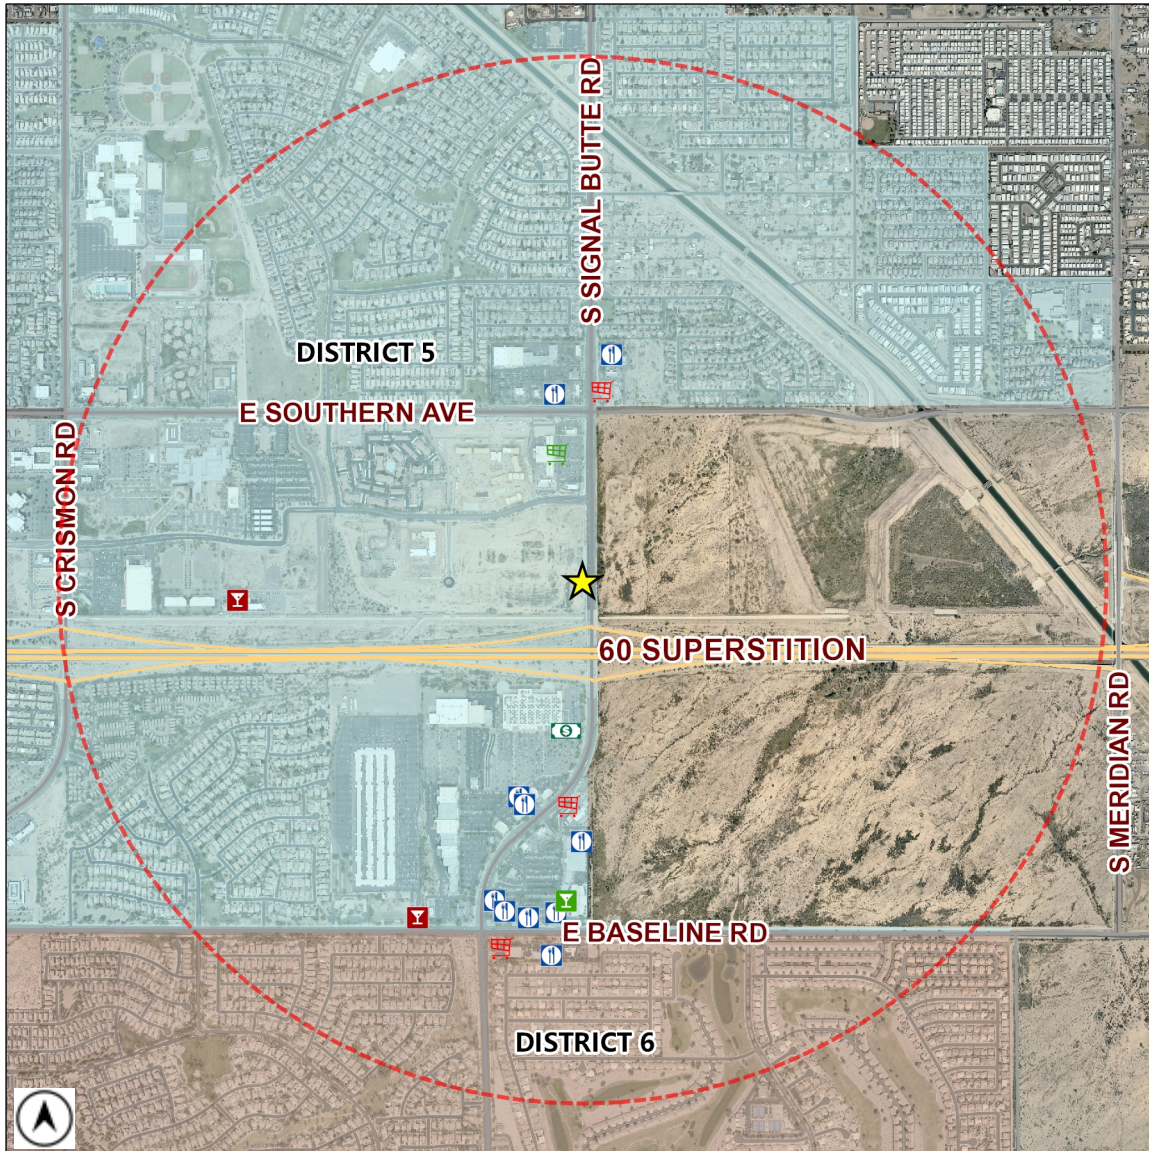 S SIGNAL BUTTE RD
DISTRICT 5
E SOUTHERN AVE
S CRISMON RD
60 SUPERSTITION
S MERIDIAN RD
E BASELINE RD
DISTRICT 6